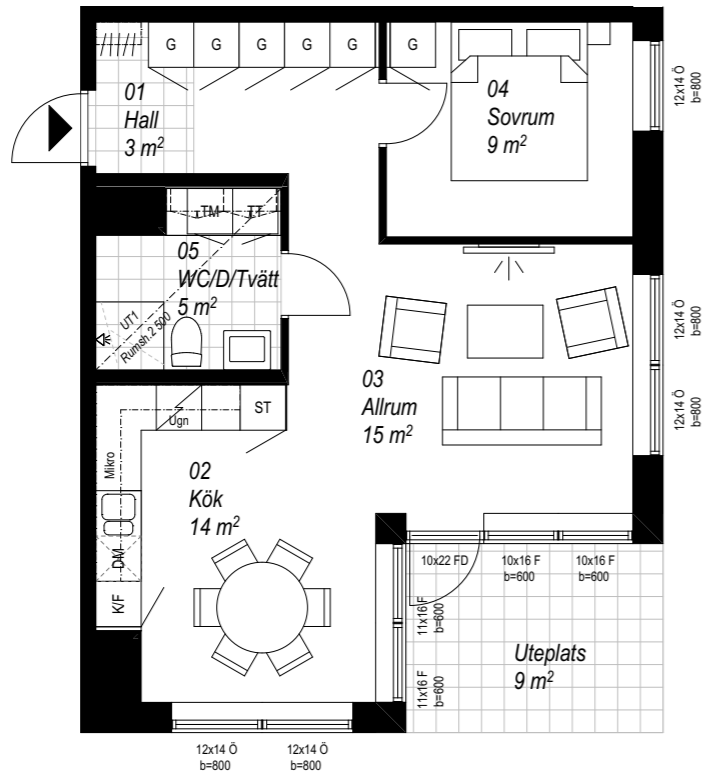 G
G
G
G
G
G
01
Hall
3 m²
04
Sovrum
9 m²
12x14 Ö
b=800
TM
TT
05
WC/D/Tvätt
5 m²
UT1
Rumsh.2 500
12x14 Ö
b=800
12x14 Ö
b=800
03
Allrum
15 m²
Ugn
ST
Mikro
02
Kök
14 m²
DM
K/F
10x22 FD
10x16 F
b=600
10x16 F
b=600
11x16 F
b=600
11x16 F
b=600
Uteplats
9 m²
12x14 Ö
b=800
12x14 Ö
b=800